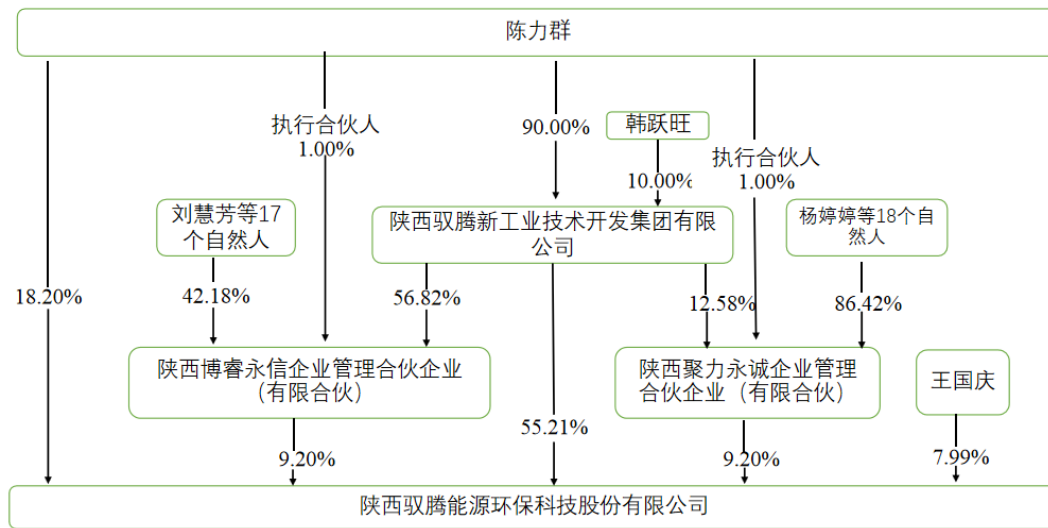 陈力群
执行合伙人
1.00%
90.00%
韩跃旺
执行合伙人
1.00%
10.00%
刘慧芳等17
个自然人
陕西驭腾新工业技术开发集团有限
公司
杨婷婷等18个自
然人
18.20%
42.18%
56.82%
12.58%
86.42%
陕西博睿永信企业管理合伙企业
（有限合伙）
陕西聚力永诚企业管理
合伙企业（有限合伙）
王国庆
55.21%
9.20%
9.20%
7.99%
陕西驭腾能源环保科技股份有限公司